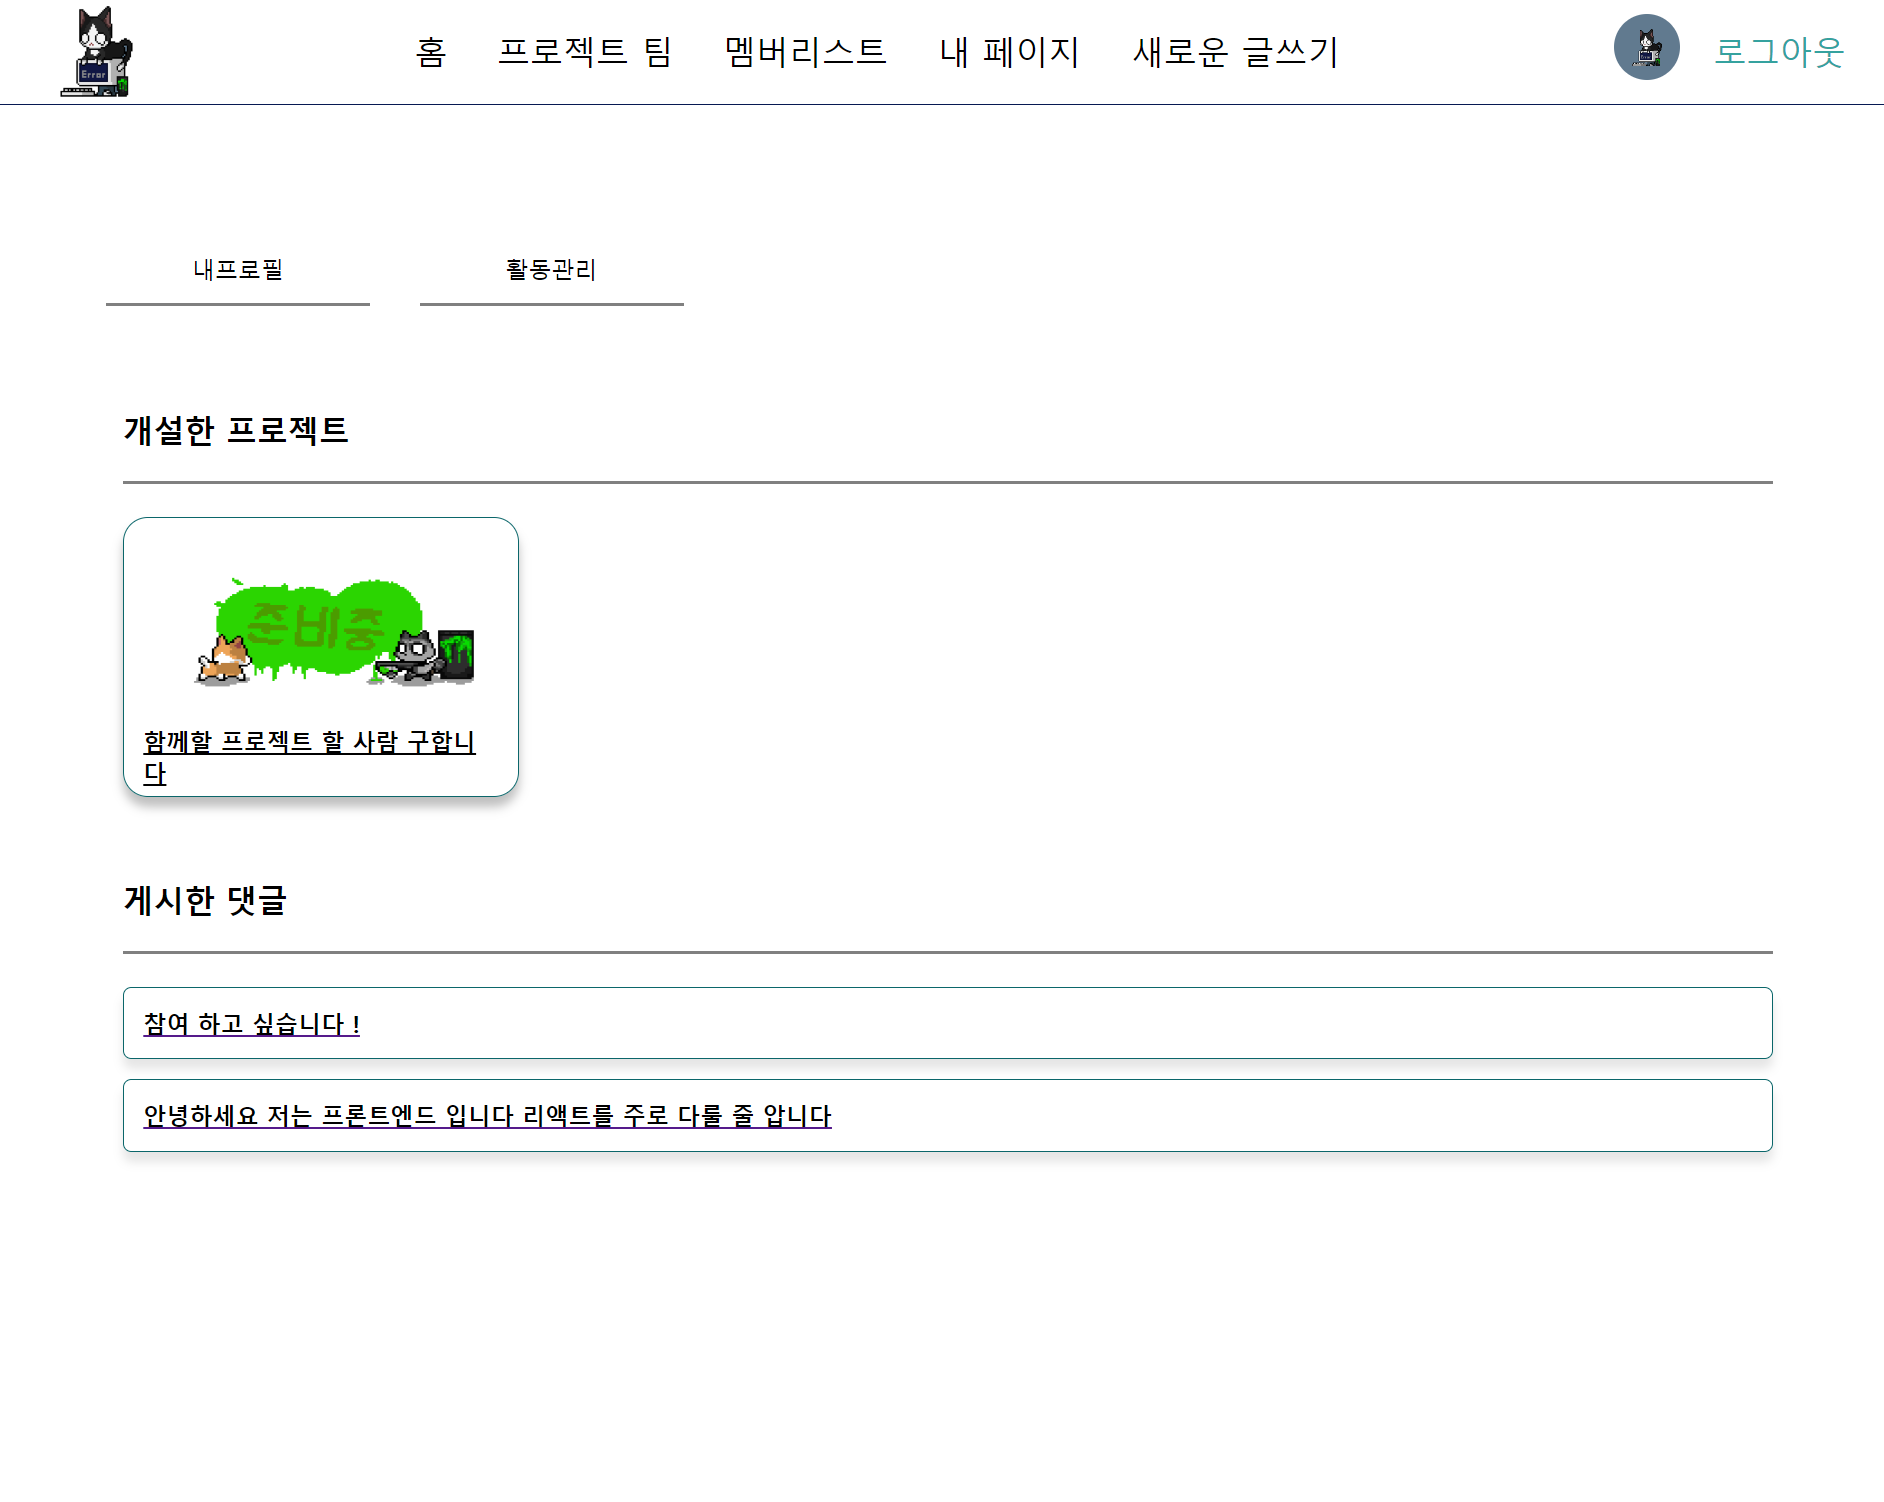 Error
홈 프로젝트 팀 멤버리스트 내 페이지 새로운 글쓰기 로그아웃
내프로필 활동관리
개설한 프로젝트
준비중
함께할 프로젝트 할 사람 구합니
다
게시한 댓글
참여 하고 싶습니다 !
안녕하세요 저는 프론트엔드 입니다 리액트를 주로 다룰 줄 압니다